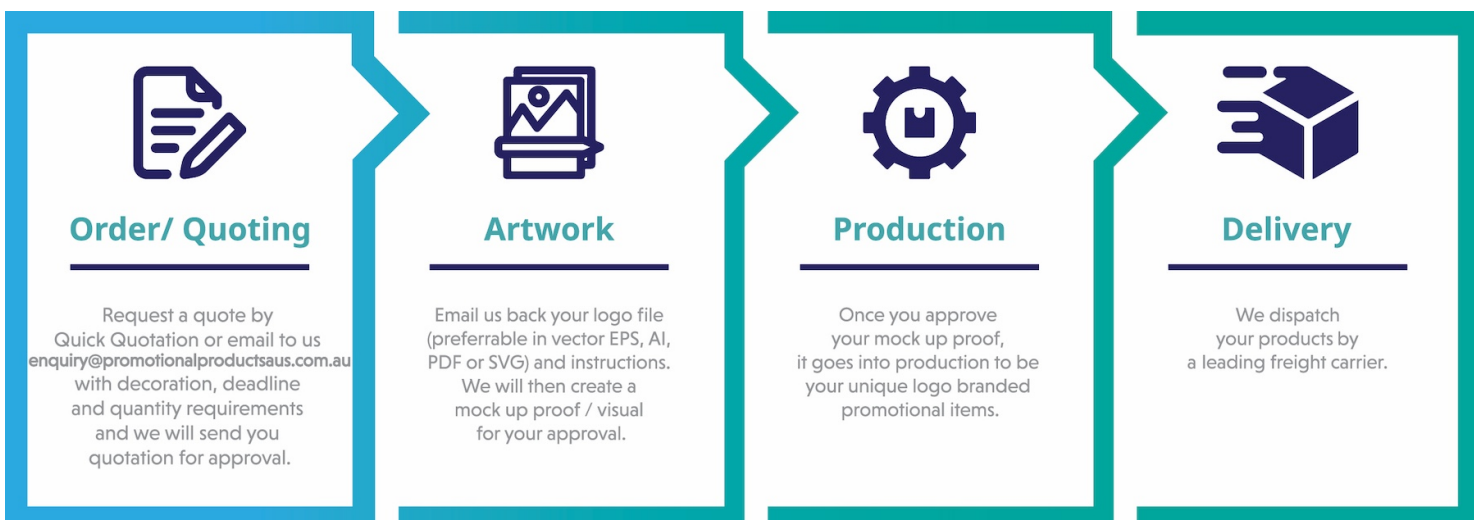 Order/ Quoting
Request a quote by
Quick Quotation or email to us
enquiry@promotionalproductsaus.com.au
with decoration, deadline
and quantity requirements
and we will send you
quotation for approval.
Artwork
Email us back your logo file
(preferrable in vector EPS, AI,
PDF or SVG) and instructions.
We will then create a
mock up proof / visual
for your approval.
Production
Once you approve
your mock up proof,
it goes into production to be
your unique logo branded
promotional items.
Delivery
We dispatch
your products by
a leading freight carrier.